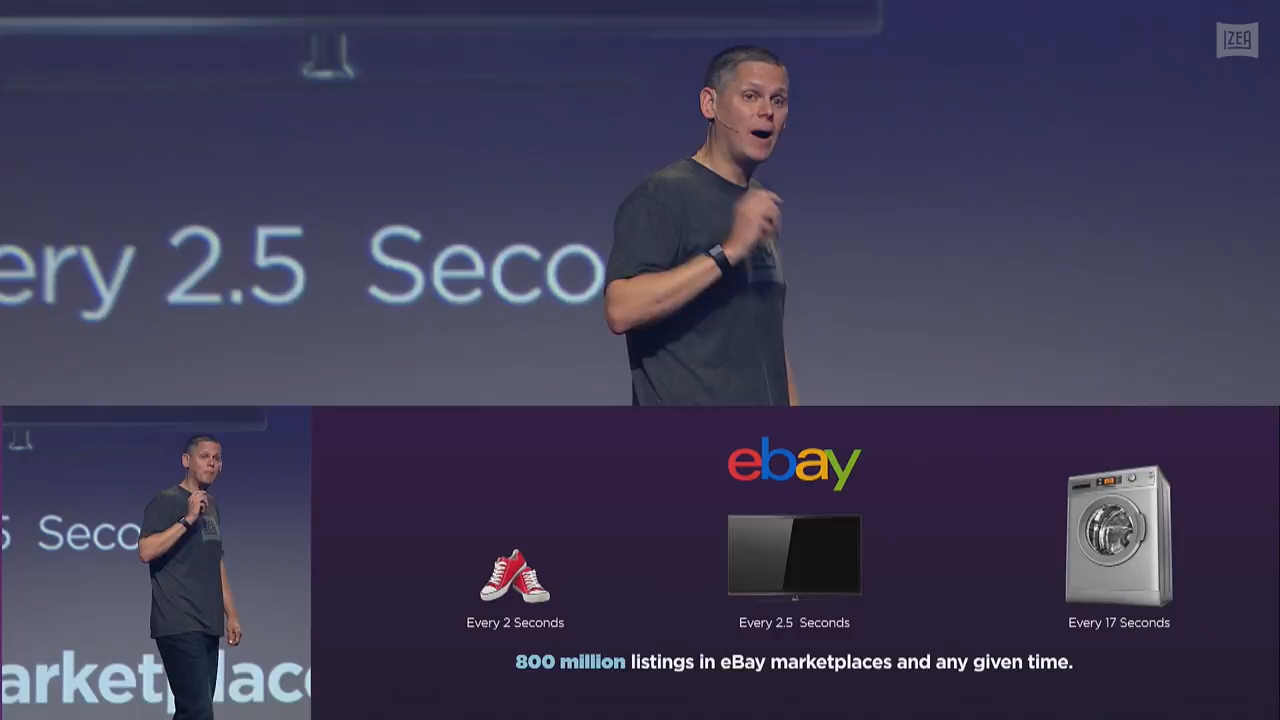 IZEA
ery 2.5 Seco
5 Seco
arketplace
ebay
Every 2 Seconds
Every 2.5 Seconds
Every 17 Seconds
800 million listings in eBay marketplaces and any given time.